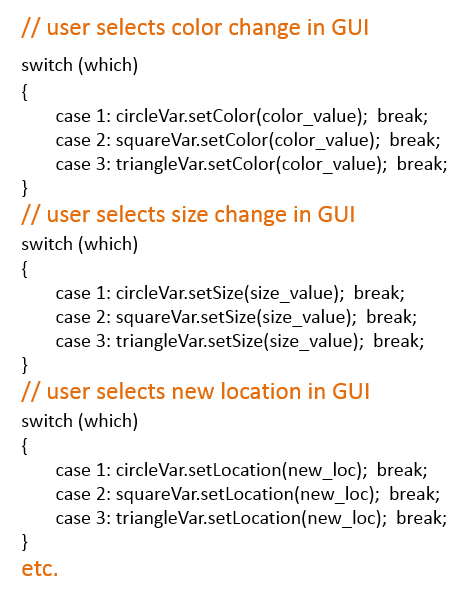 // user selects color change in GUI
switch (which)
{
case 1: circleVar.setColor(color_value);  break;
case 2: squareVar.setColor(color_value);  break;
case 3: triangleVar.setColor(color_value);  break;
}
// user selects size change in GUI
switch (which)
{
case 1: circleVar.setSize(size_value);  break;
case 2: squareVar.setSize(size_value);  break;
case 3: triangleVar.setSize(size_value);  break;
}
// user selects new location in GUI
switch (which)
{
case 1: circleVar.setLocation(new_loc);  break;
case 2: squareVar.setLocation(new_loc);  break;
case 3: triangleVar.setLocation(new_loc);  break;
}
etc.